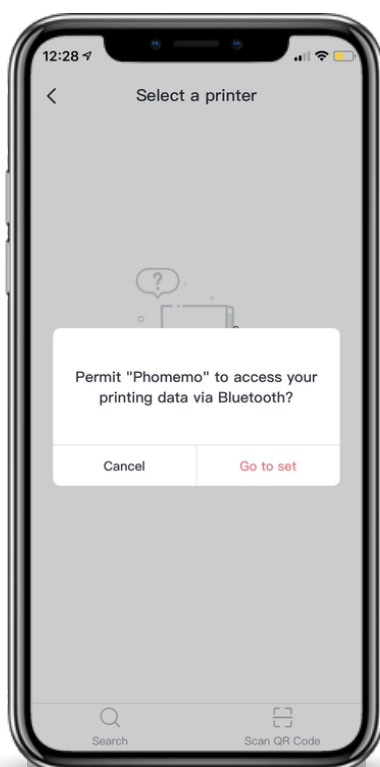 12:28
Select a printer
?
Permit "Phomemo" to access your
printing data via Bluetooth?
Cancel
Go to set
Search
Scan QR Code